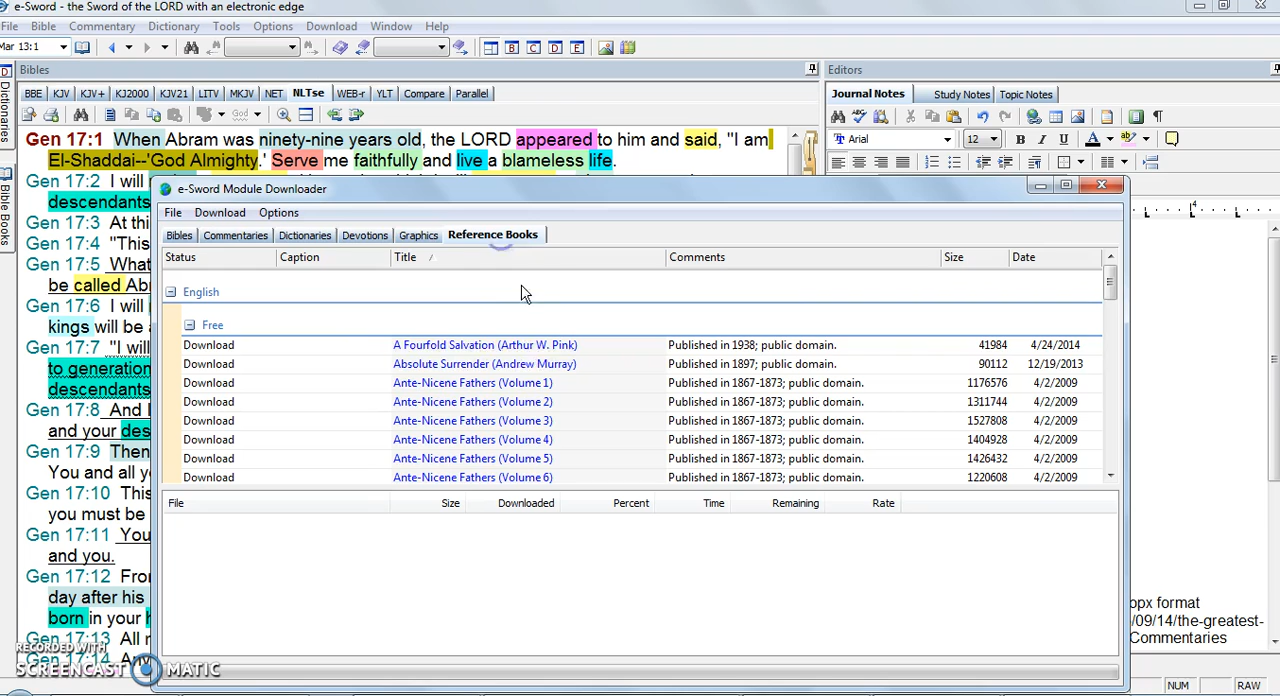 e-Sword - the Sword of the LORD with an electronic edge
File Bible Commentary Dictionary Tools Options Download Window Help
Mar 13:1
Bibles
Editors
BBE KJV KJV+ KJ2000 KJV21 LITV MKJV NET NLTse WEB-r YLT Compare Parallel
Journal Notes Study Notes Topic Notes
God
Arial 12 B I U A ab
Dictionaries
Bible Books
Gen 17:1 When Abram was ninety-nine years old, the LORD appeared to him and said, "I am
El-Shaddai--'God Almighty.' Serve me faithfully and live a blameless life.
Gen 17:2 I will
descendants
Gen 17:3 At thi
Gen 17:4 "This
Gen 17:5 What
be called Abr
Gen 17:6 I will
kings will be a
Gen 17:7 "I will
to generation
descendants
Gen 17:8 And I
and your des
Gen 17:9 Then
You and all yo
Gen 17:10 This
you must be
Gen 17:11 You
and you.
Gen 17:12 From
day after his
born in your h
Gen 17:13 All m
Gen 17:14 Any
e-Sword Module Downloader
File Download Options
Bibles Commentaries Dictionaries Devotions Graphics Reference Books
Status Caption Title Comments Size Date
English
Free
Download A Fourfold Salvation (Arthur W. Pink) Published in 1938; public domain. 41984 4/24/2014
Download Absolute Surrender (Andrew Murray) Published in 1897; public domain. 90112 12/19/2013
Download Ante-Nicene Fathers (Volume 1) Published in 1867-1873; public domain. 1176576 4/2/2009
Download Ante-Nicene Fathers (Volume 2) Published in 1867-1873; public domain. 1311744 4/2/2009
Download Ante-Nicene Fathers (Volume 3) Published in 1867-1873; public domain. 1527808 4/2/2009
Download Ante-Nicene Fathers (Volume 4) Published in 1867-1873; public domain. 1404928 4/2/2009
Download Ante-Nicene Fathers (Volume 5) Published in 1867-1873; public domain. 1426432 4/2/2009
Download Ante-Nicene Fathers (Volume 6) Published in 1867-1873; public domain. 1220608 4/2/2009
File Size Downloaded Percent Time Remaining Rate
4
opx format
/09/14/the-greatest-
Commentaries
RECORDED WITH
SCREENCAST MATIC
NUM RAW